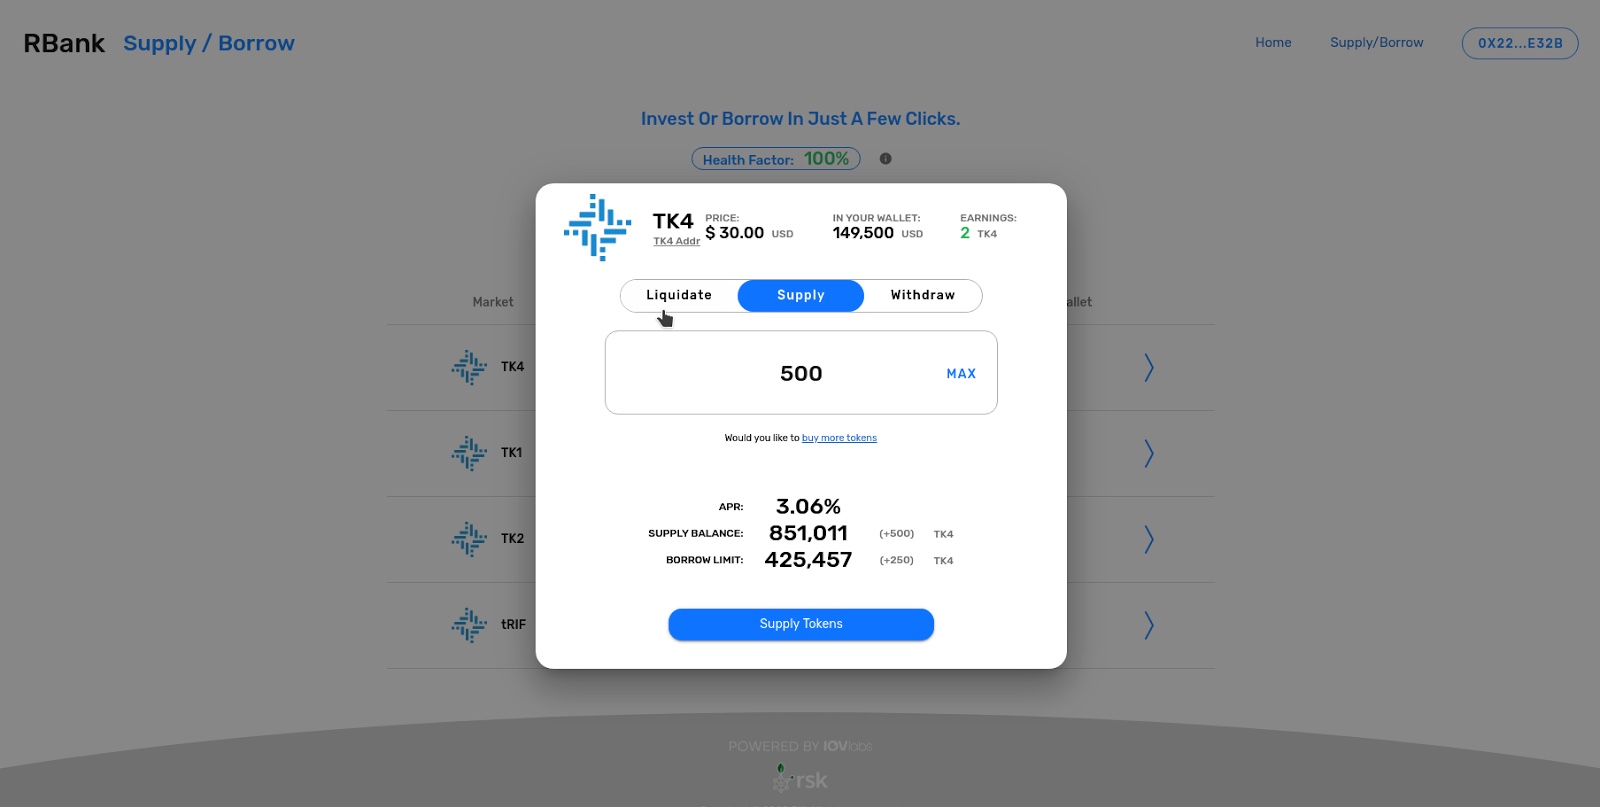 RBank Supply / Borrow Home Supply/Borrow 0X22...E32B
Invest Or Borrow In Just A Few Clicks.
Health Factor: 100%
TK4 PRICE: IN YOUR WALLET: EARNINGS:
TK4 Addr $ 30.00 USD 149,500 USD 2 TK4
Liquidate Supply Withdraw
Market allet
500 MAX
TK4
Would you like to buy more tokens
TK1
APR: 3.06%
SUPPLY BALANCE: 851,011 (+500) TK4
TK2
BORROW LIMIT: 425,457 (+250) TK4
Supply Tokens
tRIF
POWERED BY IOVlabs
rsk